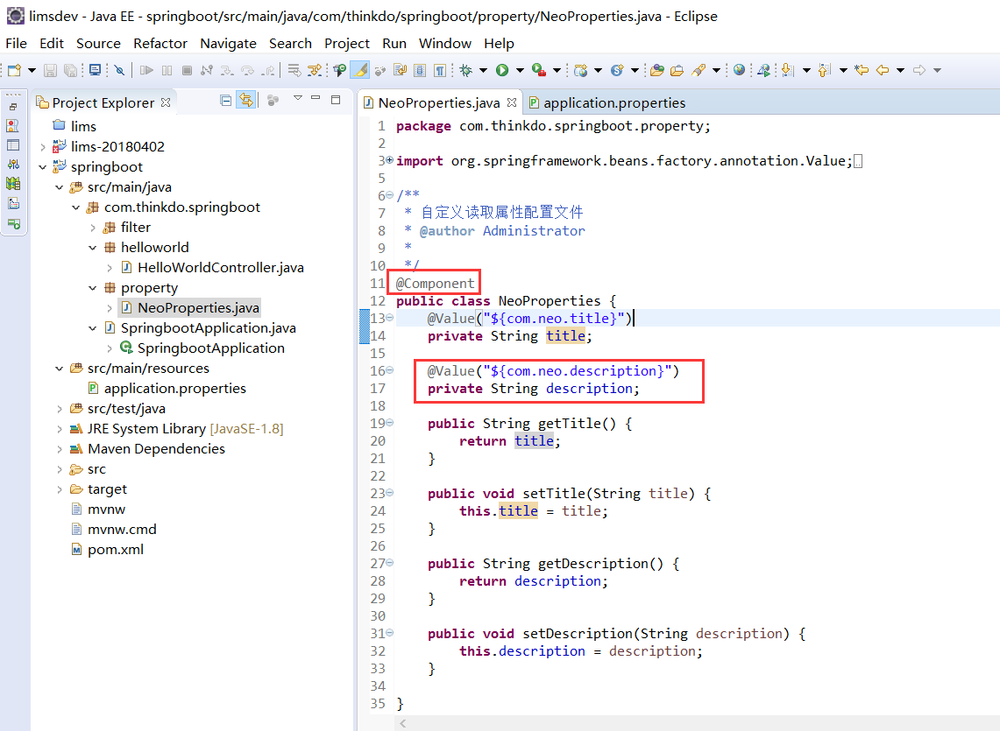 limsdev - Java EE - springboot/src/main/java/com/thinkdo/springboot/property/NeoProperties.java - Eclipse
File Edit Source Refactor Navigate Search Project Run Window Help
Project Explorer
lims
lims-20180402
springboot
src/main/java
com.thinkdo.springboot
filter
helloworld
HelloWorldController.java
property
NeoProperties.java
SpringbootApplication.java
SpringbootApplication
src/main/resources
application.properties
src/test/java
JRE System Library [JavaSE-1.8]
Maven Dependencies
src
target
mvnw
mvnw.cmd
pom.xml
NeoProperties.java application.properties
1 package com.thinkdo.springboot.property;
2
3 import org.springframework.beans.factory.annotation.Value;
5
6 /**
7 * 自定义读取属性配置文件
8 * @author Administrator
9 *
10 */
11 @Component
12 public class NeoProperties {
13 @Value("${com.neo.title}")
14 private String title;
15
16 @Value("${com.neo.description}")
17 private String description;
18
19 public String getTitle() {
20 return title;
21 }
22
23 public void setTitle(String title) {
24 this.title = title;
25 }
26
27 public String getDescription() {
28 return description;
29 }
30
31 public void setDescription(String description) {
32 this.description = description;
33 }
34
35 }